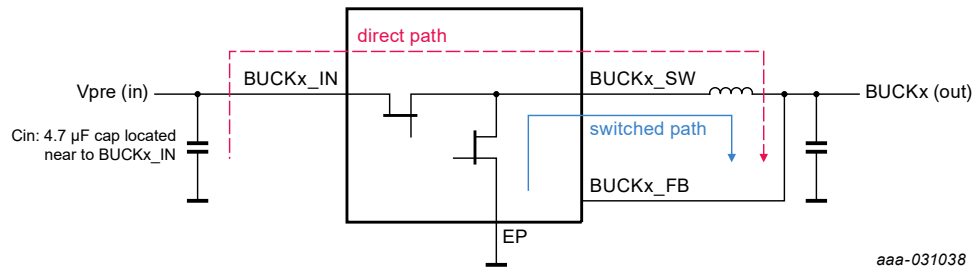 direct path
BUCKx_IN
BUCKx_SW
Vpre (in)
BUCKx (out)
Cin: 4.7 µF cap located
near to BUCKx_IN
switched path
BUCKx_FB
EP
aaa-031038